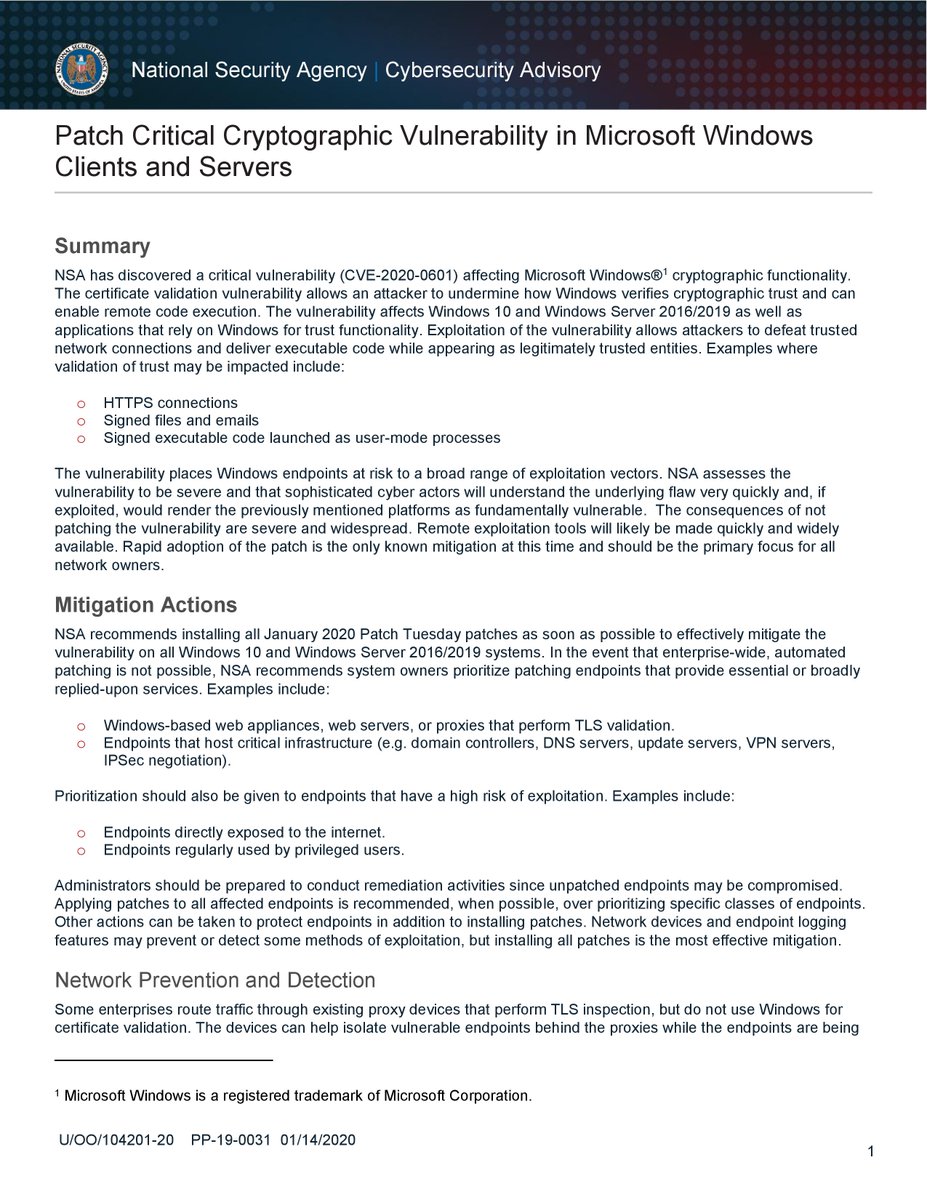 National Security Agency | Cybersecurity Advisory
Patch Critical Cryptographic Vulnerability in Microsoft Windows
Clients and Servers
Summary
NSA has discovered a critical vulnerability (CVE-2020-0601) affecting Microsoft Windows®¹ cryptographic functionality.
The certificate validation vulnerability allows an attacker to undermine how Windows verifies cryptographic trust and can
enable remote code execution. The vulnerability affects Windows 10 and Windows Server 2016/2019 as well as
applications that rely on Windows for trust functionality. Exploitation of the vulnerability allows attackers to defeat trusted
network connections and deliver executable code while appearing as legitimately trusted entities. Examples where
validation of trust may be impacted include:
o HTTPS connections
o Signed files and emails
o Signed executable code launched as user-mode processes
The vulnerability places Windows endpoints at risk to a broad range of exploitation vectors. NSA assesses the
vulnerability to be severe and that sophisticated cyber actors will understand the underlying flaw very quickly and, if
exploited, would render the previously mentioned platforms as fundamentally vulnerable.  The consequences of not
patching the vulnerability are severe and widespread. Remote exploitation tools will likely be made quickly and widely
available. Rapid adoption of the patch is the only known mitigation at this time and should be the primary focus for all
network owners.
Mitigation Actions
NSA recommends installing all January 2020 Patch Tuesday patches as soon as possible to effectively mitigate the
vulnerability on all Windows 10 and Windows Server 2016/2019 systems. In the event that enterprise-wide, automated
patching is not possible, NSA recommends system owners prioritize patching endpoints that provide essential or broadly
replied-upon services. Examples include:
o Windows-based web appliances, web servers, or proxies that perform TLS validation.
o Endpoints that host critical infrastructure (e.g. domain controllers, DNS servers, update servers, VPN servers,
IPSec negotiation).
Prioritization should also be given to endpoints that have a high risk of exploitation. Examples include:
o Endpoints directly exposed to the internet.
o Endpoints regularly used by privileged users.
Administrators should be prepared to conduct remediation activities since unpatched endpoints may be compromised.
Applying patches to all affected endpoints is recommended, when possible, over prioritizing specific classes of endpoints.
Other actions can be taken to protect endpoints in addition to installing patches. Network devices and endpoint logging
features may prevent or detect some methods of exploitation, but installing all patches is the most effective mitigation.
Network Prevention and Detection
Some enterprises route traffic through existing proxy devices that perform TLS inspection, but do not use Windows for
certificate validation. The devices can help isolate vulnerable endpoints behind the proxies while the endpoints are being
¹ Microsoft Windows is a registered trademark of Microsoft Corporation.
U/OO/104201-20 PP-19-0031 01/14/2020
1